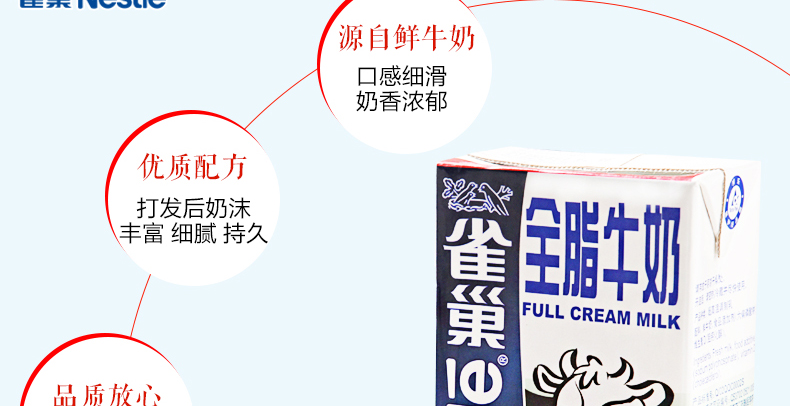 雀巢 Nestle
源自鲜牛奶
口感细滑
奶香浓郁
优质配方
打发后奶沫
丰富 细腻 持久
品质放心
雀巢
全脂牛奶
FULL CREAM MILK